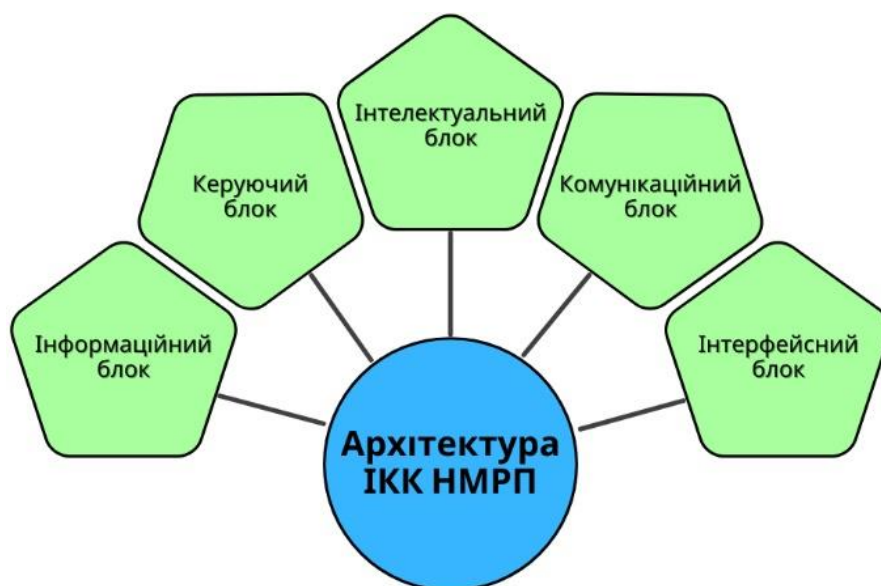 Інтелектуальний
блок
Керуючий
блок
Комунікаційний
блок
Інформаційний
блок
Інтерфейсний
блок
Архітектура
ІКК НМРП